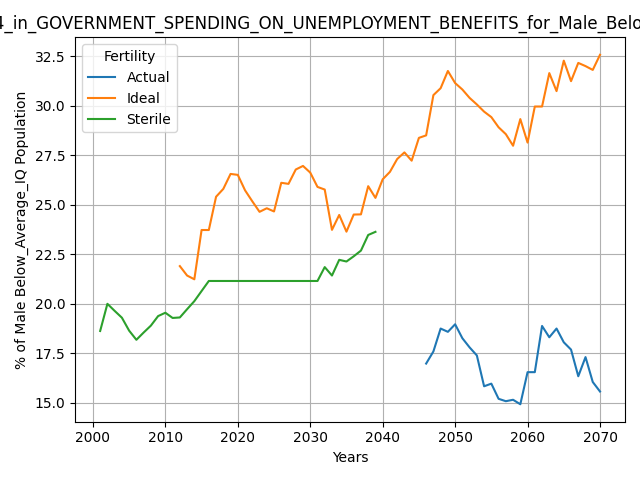 4_in_GOVERNMENT_SPENDING_ON_UNEMPLOYMENT_BENEFITS_for_Male_Belo
Fertility
Actual
Ideal
Sterile
% of Male Below_Average_IQ Population
32.5
30.0
27.5
25.0
22.5
20.0
17.5
15.0
2000 2010 2020 2030 2040 2050 2060 2070
Years